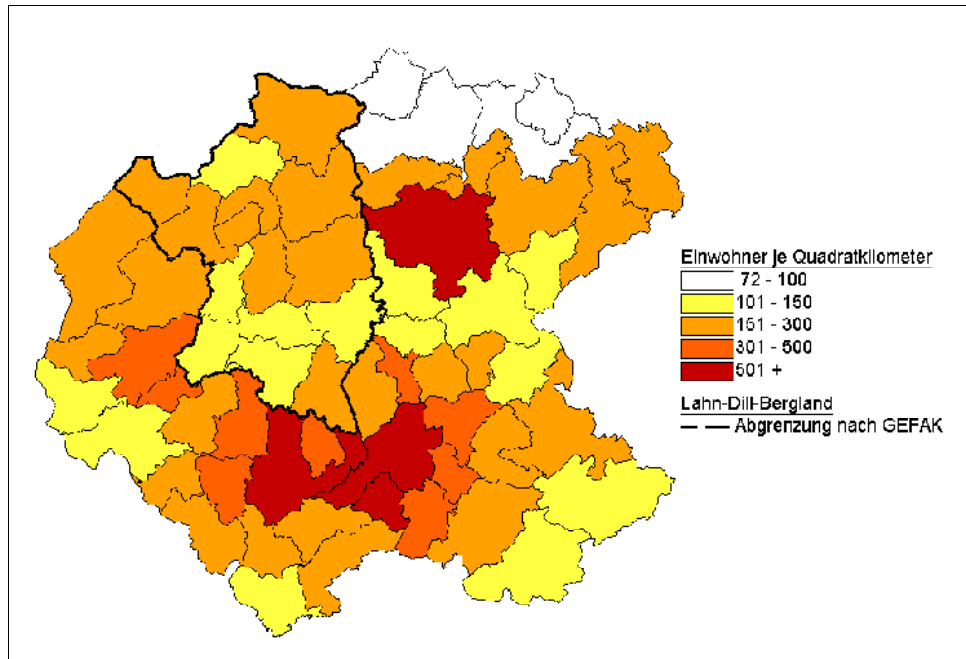 Einwohner je Quadratkilometer
72 - 100
101 - 150
151 - 300
301 - 500
501 +
Lahn-Dill-Bergland
Abgrenzung nach GEFAK